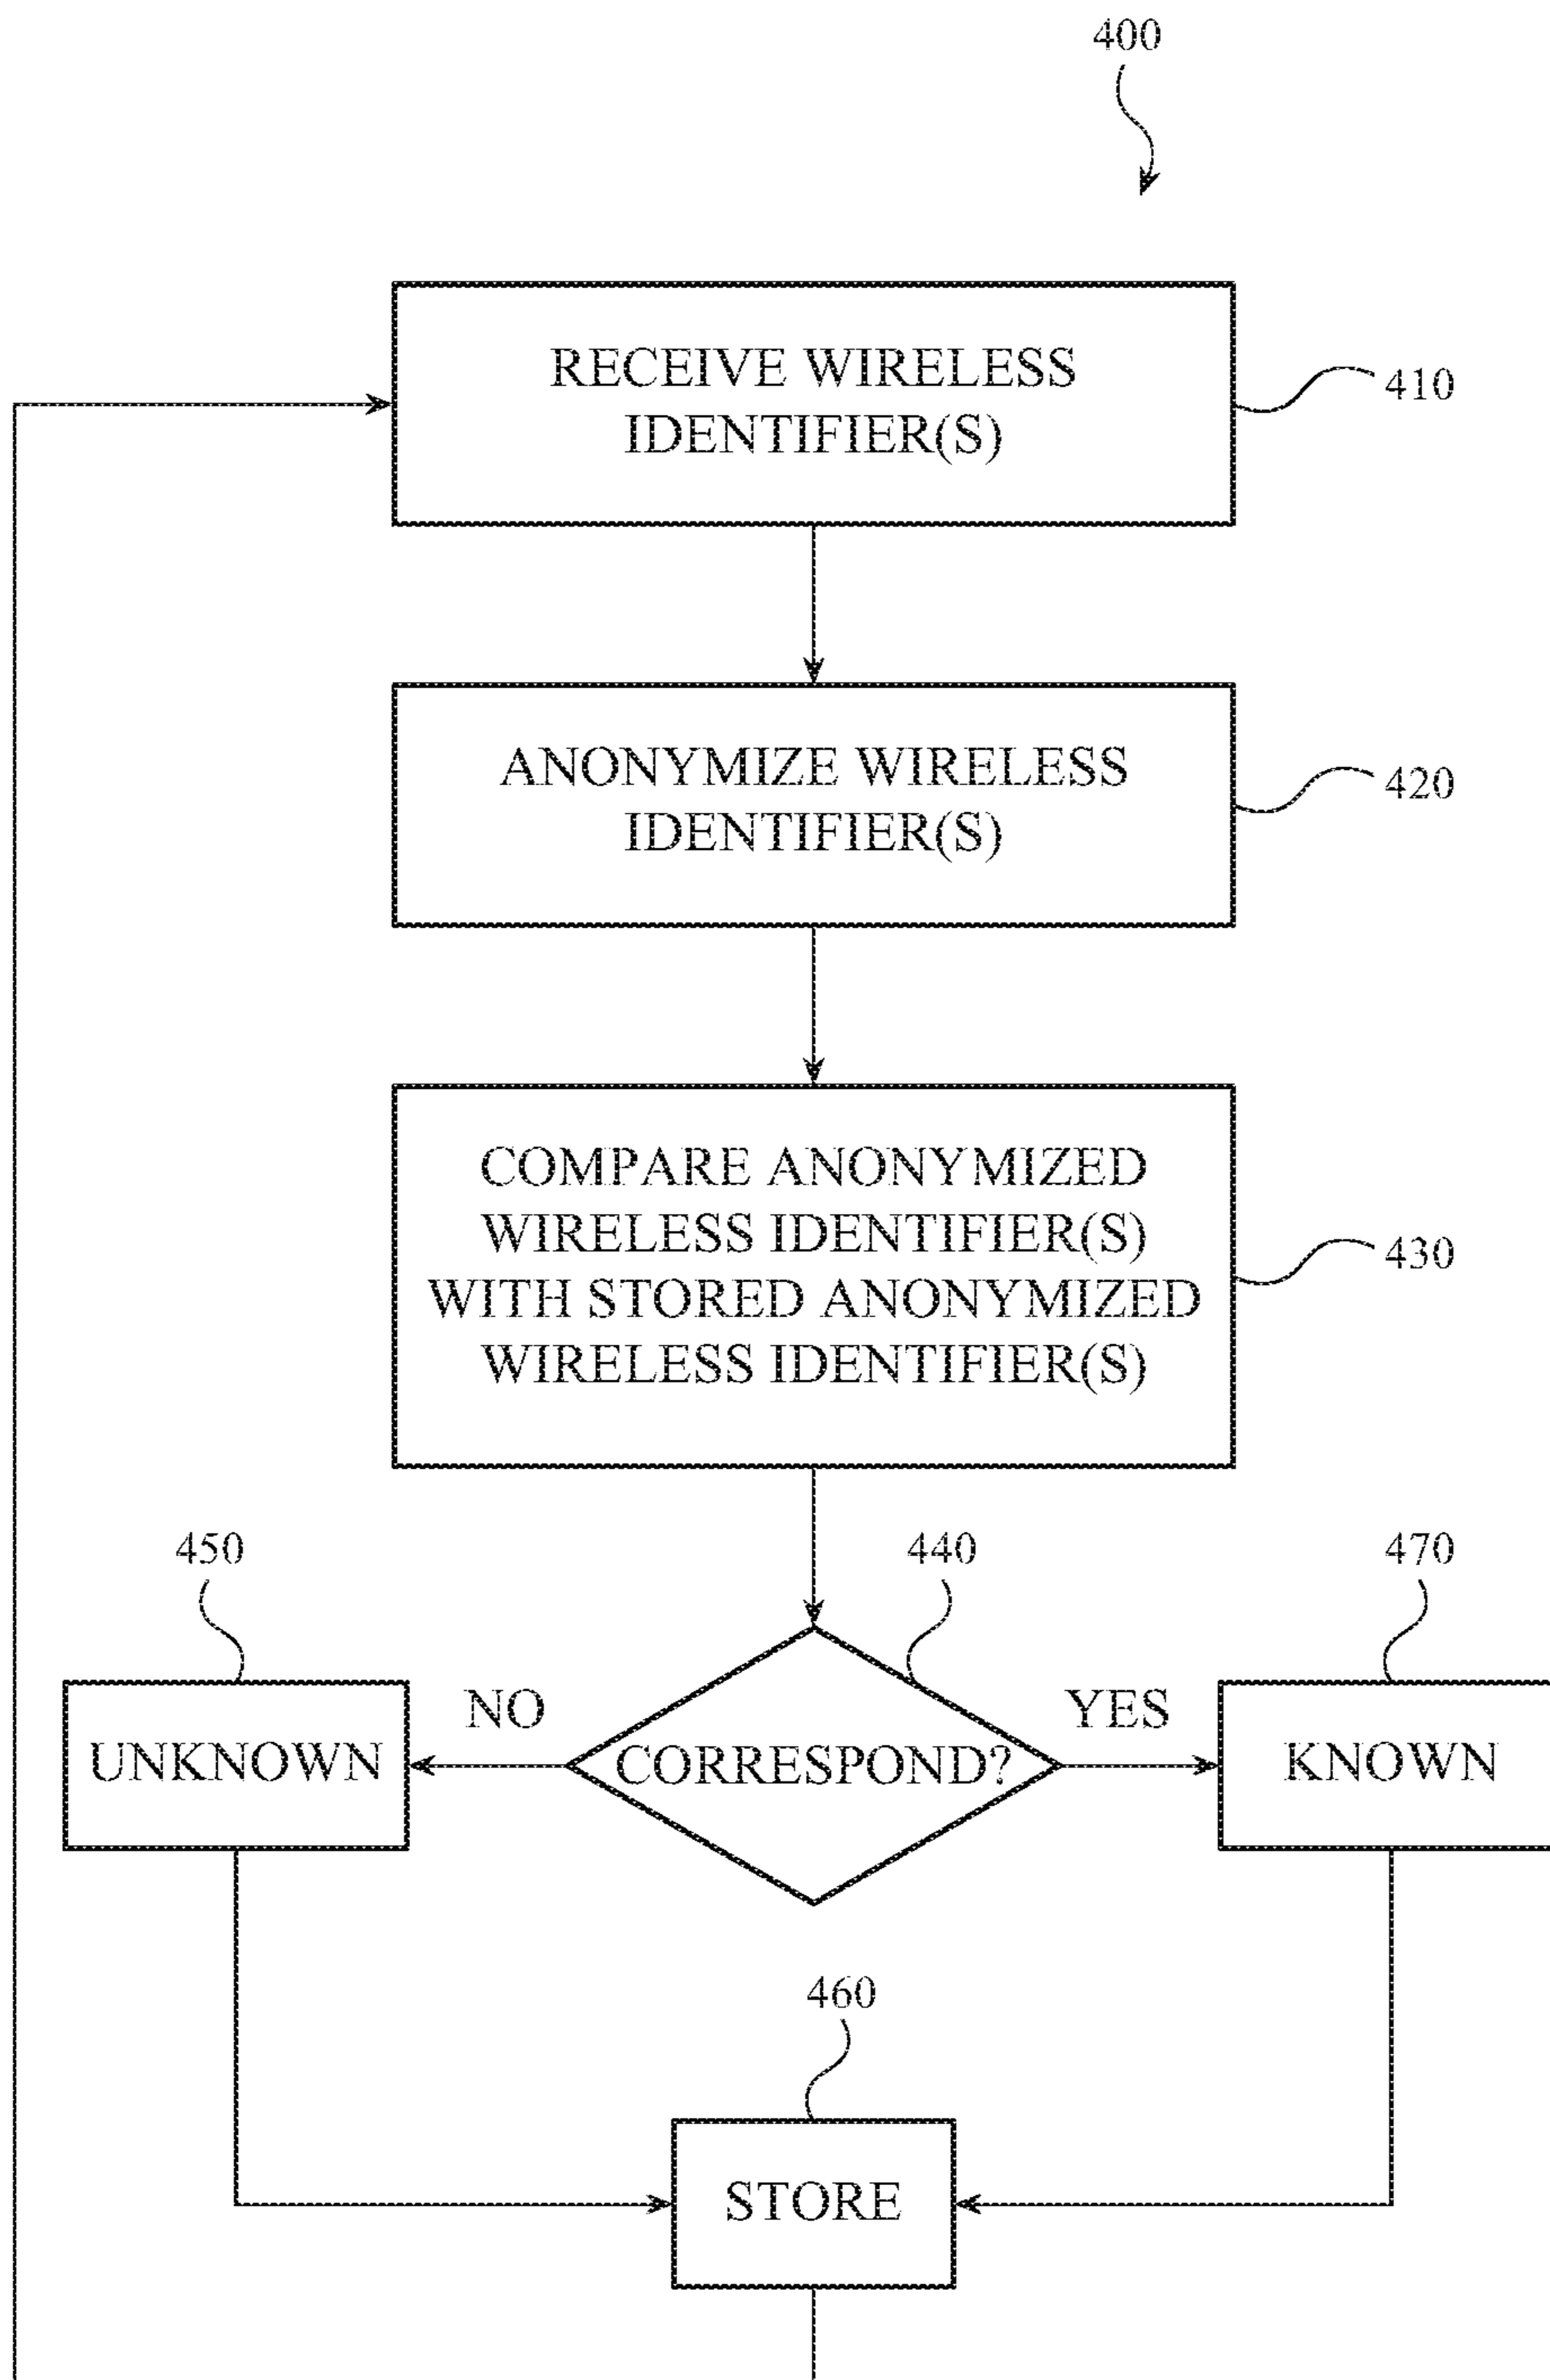 400
RECEIVE WIRELESS
IDENTIFIER(S)
410
ANONYMIZE WIRELESS
IDENTIFIER(S)
420
COMPARE ANONYMIZED
WIRELESS IDENTIFIER(S)
WITH STORED ANONYMIZED
WIRELESS IDENTIFIER(S)
430
450
440
470
NO
YES
UNKNOWN
CORRESPOND?
KNOWN
460
STORE